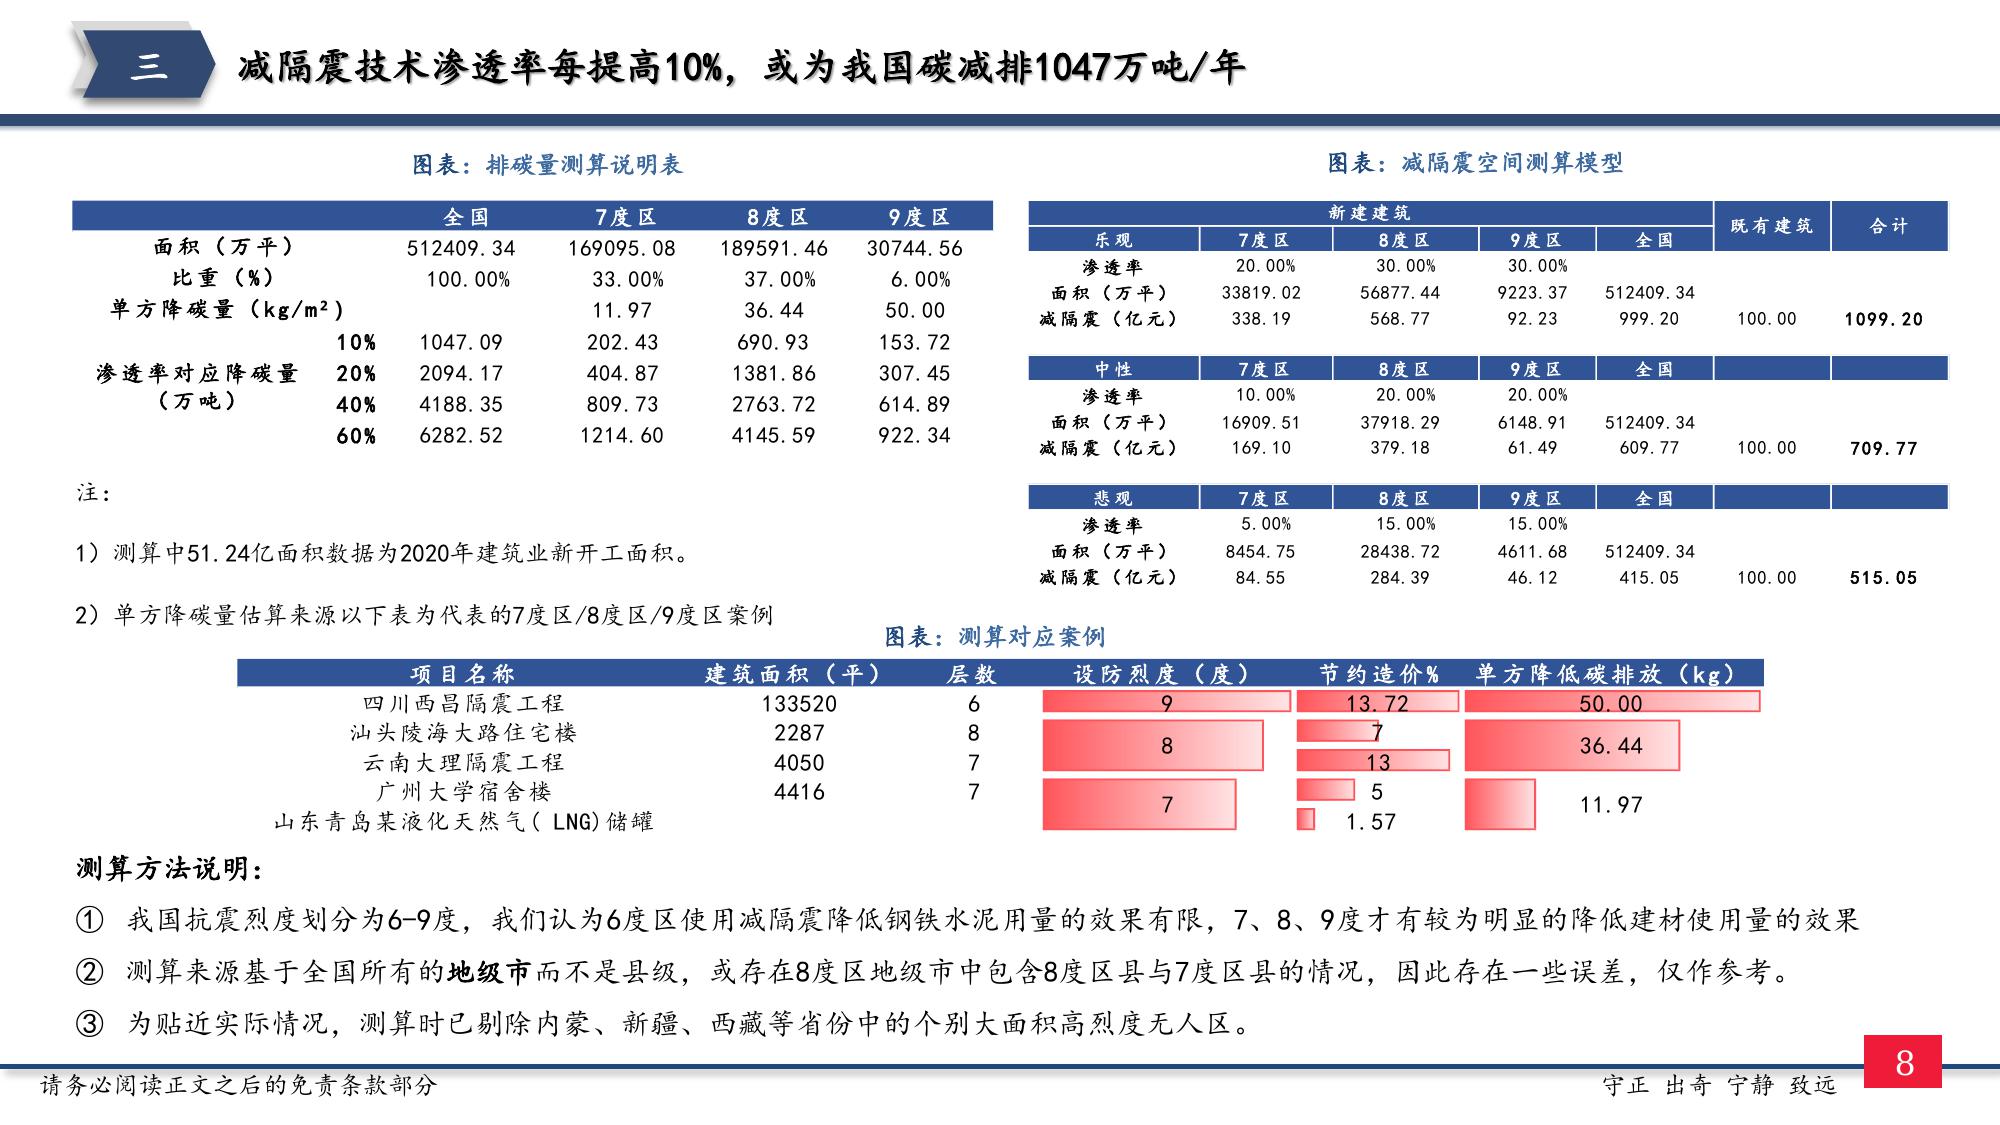 三
减隔震技术渗透率每提高10%，或为我国碳减排1047万吨/年
图表：排碳量测算说明表
全国 7度区 8度区 9度区
面积（万平） 512409.34 169095.08 189591.46 30744.56
比重（%） 100.00% 33.00% 37.00% 6.00%
单方降碳量（kg/m²） 11.97 36.44 50.00
渗透率对应降碳量（万吨）
10% 1047.09 202.43 690.93 153.72
20% 2094.17 404.87 1381.86 307.45
40% 4188.35 809.73 2763.72 614.89
60% 6282.52 1214.60 4145.59 922.34
注：
1）测算中51.24亿面积数据为2020年建筑业新开工面积。
2）单方降碳量估算来源以下表为代表的7度区/8度区/9度区案例
图表：减隔震空间测算模型
新建建筑 既有建筑 合计
乐观 7度区 8度区 9度区 全国
渗透率 20.00% 30.00% 30.00%
面积（万平） 33819.02 56877.44 9223.37 512409.34
减隔震（亿元） 338.19 568.77 92.23 999.20 100.00 1099.20
中性 7度区 8度区 9度区 全国
渗透率 10.00% 20.00% 20.00%
面积（万平） 16909.51 37918.29 6148.91 512409.34
减隔震（亿元） 169.10 379.18 61.49 609.77 100.00 709.77
悲观 7度区 8度区 9度区 全国
渗透率 5.00% 15.00% 15.00%
面积（万平） 8454.75 28438.72 4611.68 512409.34
减隔震（亿元） 84.55 284.39 46.12 415.05 100.00 515.05
图表：测算对应案例
项目名称 建筑面积（平） 层数 设防烈度（度） 节约造价% 单方降低碳排放（kg）
四川西昌隔震工程 133520 6 9 13.72 50.00
汕头陵海大路住宅楼 2287 8 8 7 36.44
云南大理隔震工程 4050 7 13
广州大学宿舍楼 4416 7 7 5 11.97
山东青岛某液化天然气( LNG)储罐 1.57
测算方法说明：
① 我国抗震烈度划分为6-9度，我们认为6度区使用减隔震降低钢铁水泥用量的效果有限，7、8、9度才有较为明显的降低建材使用量的效果
② 测算来源基于全国所有的地级市而不是县级，或存在8度区地级市中包含8度区县与7度区县的情况，因此存在一些误差，仅作参考。
③ 为贴近实际情况，测算时已剔除内蒙、新疆、西藏等省份中的个别大面积高烈度无人区。
请务必阅读正文之后的免责条款部分
守正 出奇 宁静 致远
8